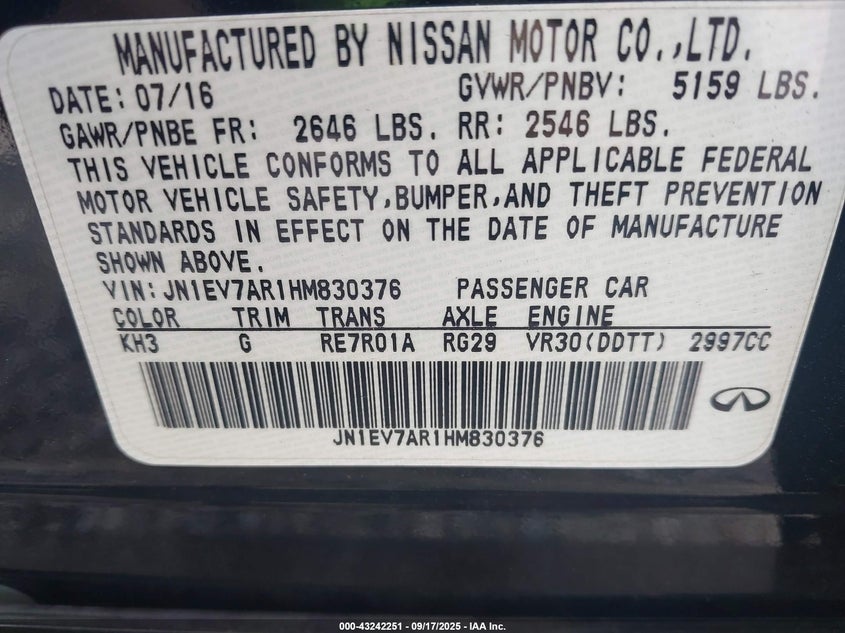 MANUFACTURED BY NISSAN MOTOR CO.,LTD.
DATE: 07/16 GVWR/PNBV: 5159 LBS.
GAWR/PNBE FR: 2646 LBS. RR: 2546 LBS.
THIS VEHICLE CONFORMS TO ALL APPLICABLE FEDERAL
MOTOR VEHICLE SAFETY,BUMPER,AND THEFT PREVENTION
STANDARDS IN EFFECT ON THE DATE OF MANUFACTURE
SHOWN ABOVE.
VIN:JN1EV7AR1HM830376 PASSENGER CAR
COLOR TRIM TRANS AXLE ENGINE
KH3 G RE7R01A RG29 VR30(DDTT) 2997CC
JN1EV7AR1HM830376
000-43242251 - 09/17/2025 - IAA Inc.